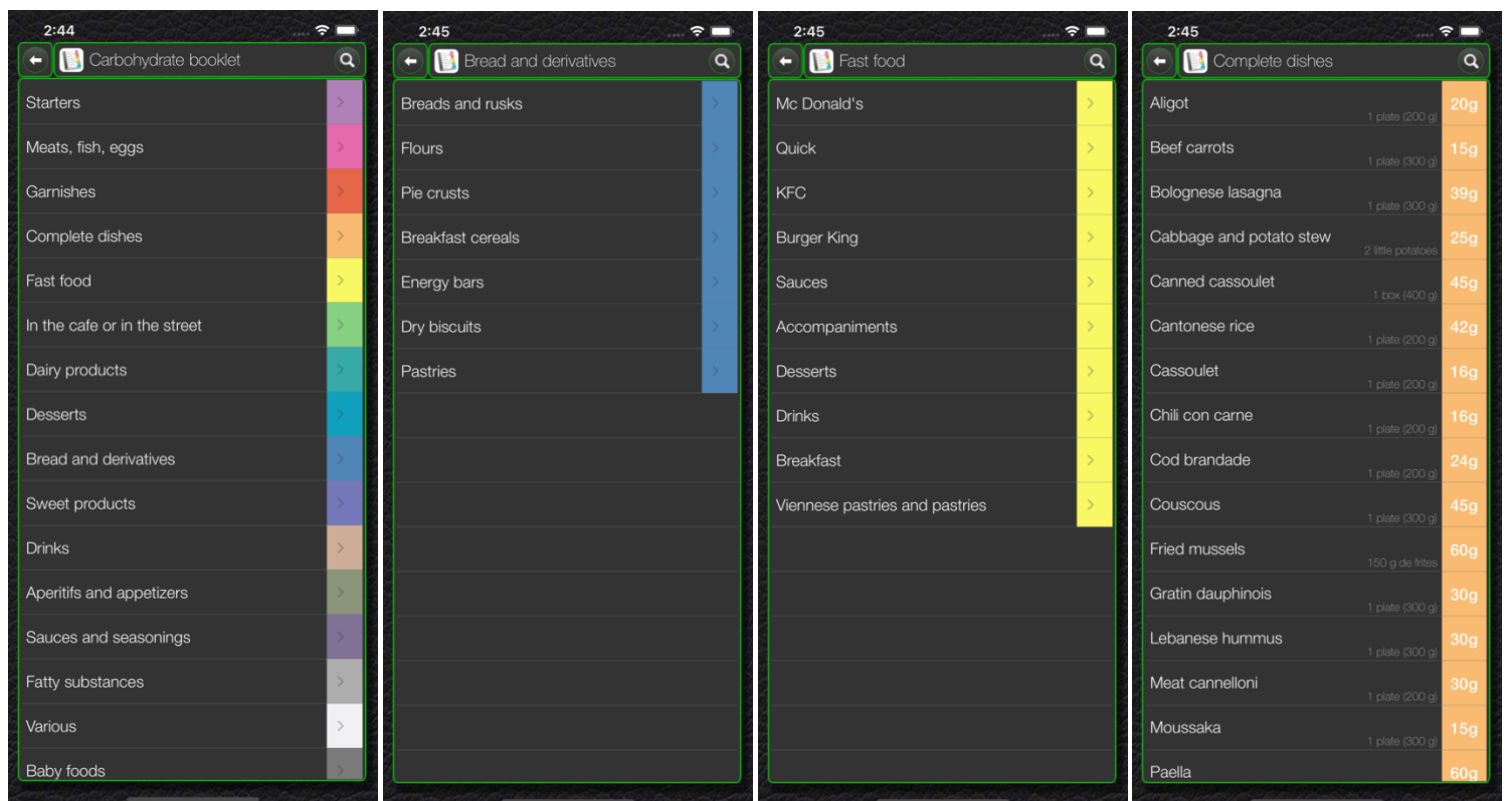 2:44
Carbohydrate booklet
Starters
Meats, fish, eggs
Garnishes
Complete dishes
Fast food
In the cafe or in the street
Dairy products
Desserts
Bread and derivatives
Sweet products
Drinks
Aperitifs and appetizers
Sauces and seasonings
Fatty substances
Various
Baby foods
2:45
Bread and derivatives
Breads and rusks
Flours
Pie crusts
Breakfast cereals
Energy bars
Dry biscuits
Pastries
2:45
Fast food
Mc Donald's
Quick
KFC
Burger King
Sauces
Accompaniments
Desserts
Drinks
Breakfast
Viennese pastries and pastries
2:45
Complete dishes
Aligot 1 plate (200 g) 20g
Beef carrots 1 plate (300 g) 15g
Bolognese lasagna 1 plate (300 g) 39g
Cabbage and potato stew 2 little potatoes 25g
Canned cassoulet 1 box (400 g) 45g
Cantonese rice 1 plate (200 g) 42g
Cassoulet 1 plate (200 g) 16g
Chili con carne 1 plate (200 g) 16g
Cod brandade 1 plate (200 g) 24g
Couscous 1 plate (300 g) 45g
Fried mussels 150 g de frites 60g
Gratin dauphinois 1 plate (300 g) 30g
Lebanese hummus 1 plate (300 g) 30g
Meat cannelloni 1 plate (200 g) 30g
Moussaka 1 plate (300 g) 15g
Paella 60g